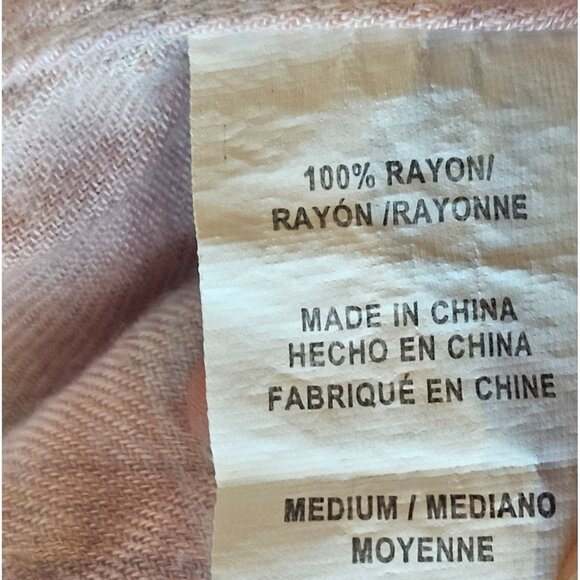 100% RAYON/
RAYÓN /RAYONNE
MADE IN CHINA
HECHO EN CHINA
FABRIQUÉ EN CHINE
MEDIUM / MEDIANO
MOYENNE